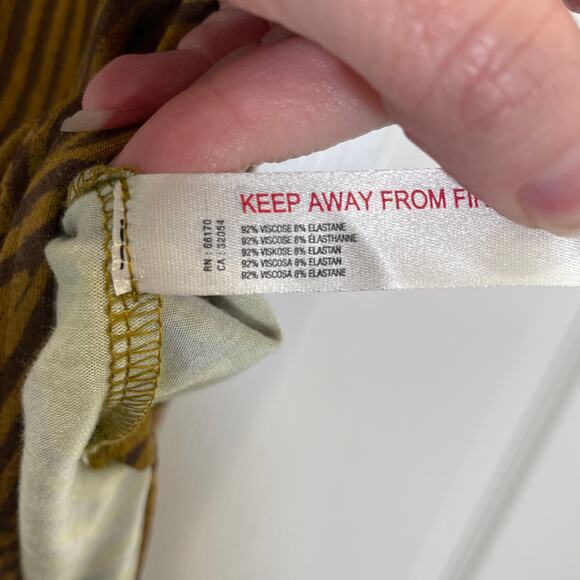 KEEP AWAY FROM
RN : 66170
CA : 32054
92% VISCOSE 8% ELASTANE
92% VISCOSE 8% ELASTHANNE
92% VISKOSE 8% ELASTAN
92% VISCOSA 8% ELASTAN
92% VISCOSA 8% ELASTANE